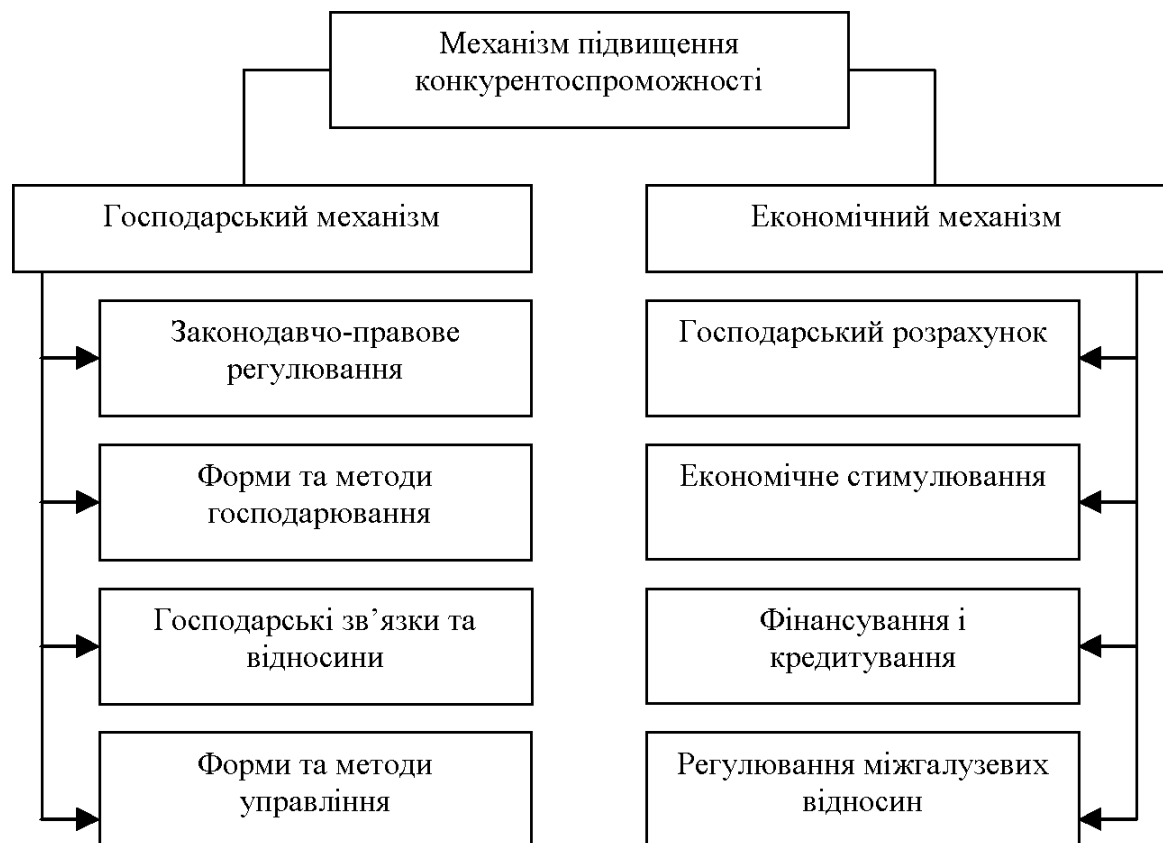 Механізм підвищення
конкурентоспроможності
Господарський механізм
Економічний механізм
Законодавчо-правове
регулювання
Господарський розрахунок
Форми та методи
господарювання
Економічне стимулювання
Господарські зв’язки та
відносини
Фінансування і
кредитування
Форми та методи
управління
Регулювання міжгалузевих
відносин